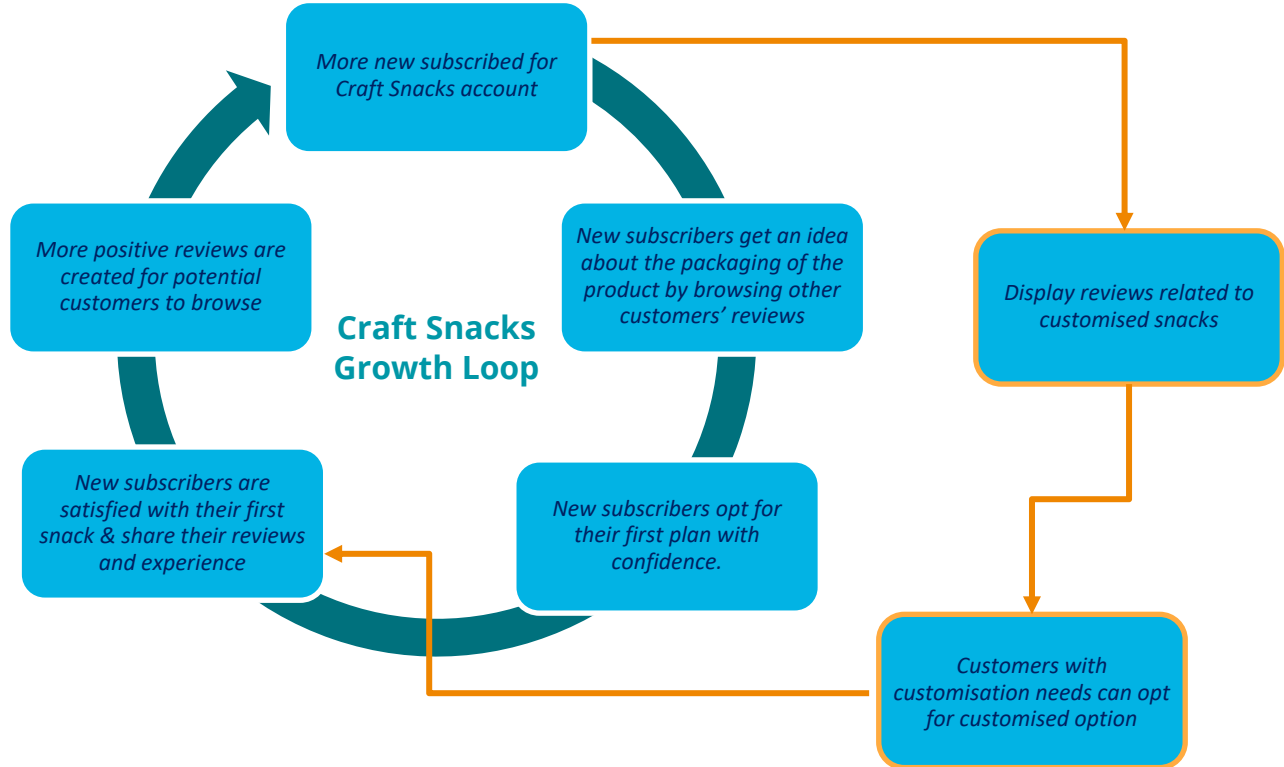 More new subscribed for
Craft Snacks account
New subscribers get an idea
about the packaging of the
product by browsing other
customers’ reviews
New subscribers opt for
their first plan with
confidence.
New subscribers are
satisfied with their first
snack & share their reviews
and experience
More positive reviews are
created for potential
customers to browse
Craft Snacks
Growth Loop
Display reviews related to
customised snacks
Customers with
customisation needs can opt
for customised option